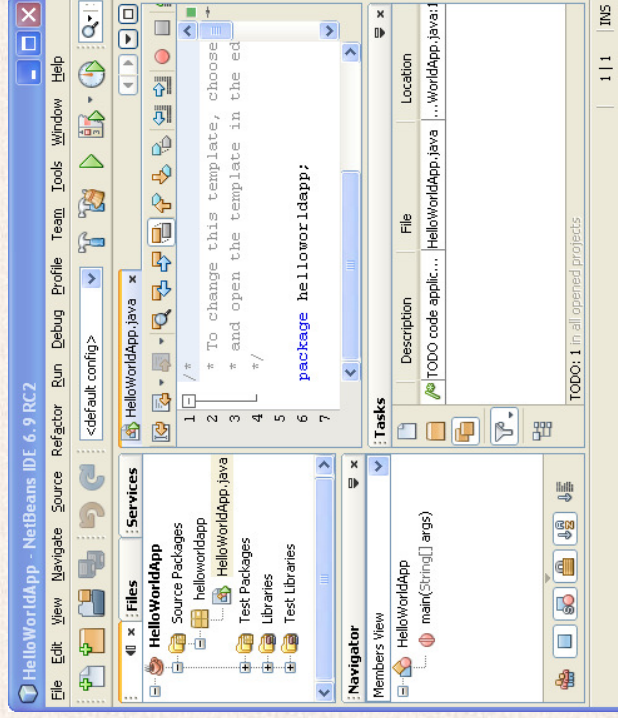 HelloWorldApp - NetBeans IDE 6.9 RC2
File Edit View Navigate Source Refactor Run Debug Profile Team Tools Window Help
<default config>
Files Services
HelloWorldApp
Source Packages
helloworldapp
HelloWorldApp.java
Test Packages
Libraries
Test Libraries
Navigator
Members View
HelloWorldApp
main(String[] args)
HelloWorldApp.java
1 /*
2 * To change this template, choose
3 * and open the template in the ed
4 */
5
6 package helloworldapp;
7
Tasks
Description File Location
TODO code applic... HelloWorldApp.java ...WorldApp.java:1
TODO: 1 in all opened projects
1 | 1 INS